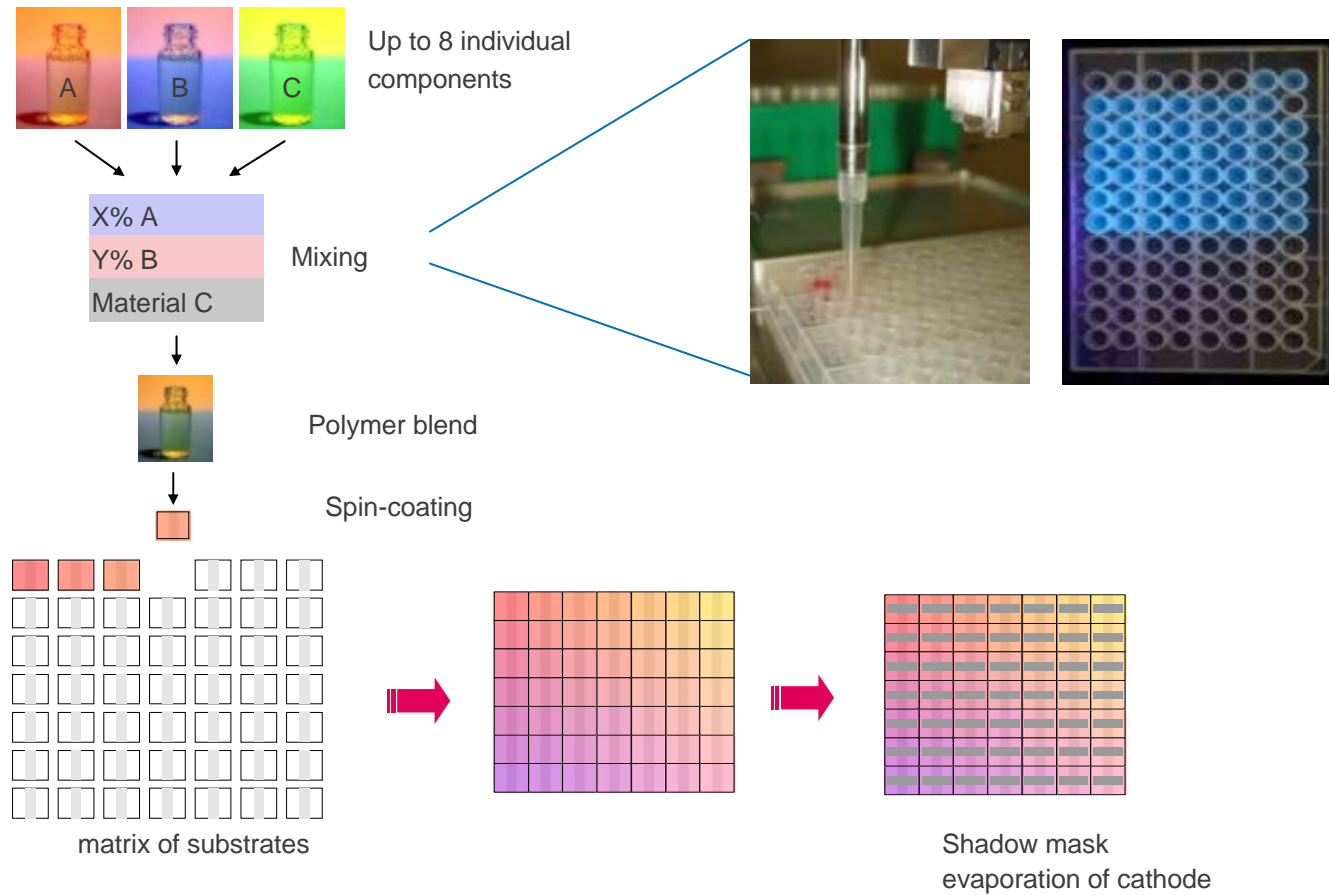 A
B
C
Up to 8 individual
components
X% A
Y% B
Material C
Mixing
Polymer blend
Spin-coating
matrix of substrates
Shadow mask
evaporation of cathode